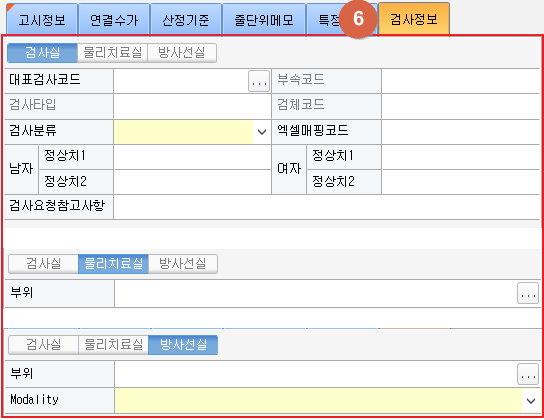 고시정보 연결수가 산정기준 줄단위메모 특정 6 검사정보
검사실 물리치료실 방사선실
대표검사코드 ... 부속코드
검사타입 검체코드
검사분류 엑셀매핑코드
남자 정상치1 여자 정상치1
정상치2 정상치2
검사요청참고사항
검사실 물리치료실 방사선실
부위 ...
검사실 물리치료실 방사선실
부위 ...
Modality